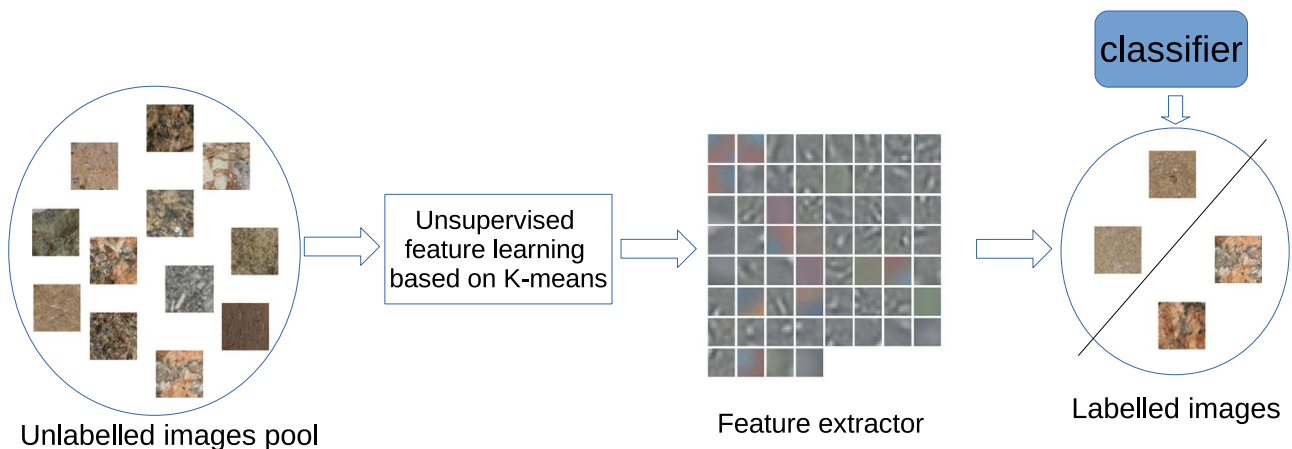 classifier
Unsupervised
feature learning
based on K-means
Unlabelled images pool
Feature extractor
Labelled images